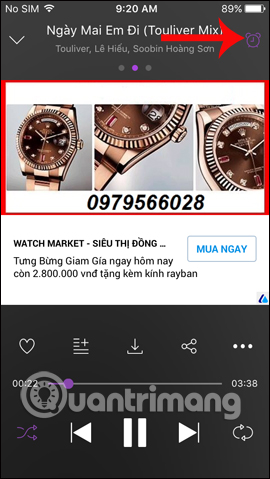 No SIM 9:20 AM 89%
Ngày Mai Em Đi (Touliver Mix)
Touliver, Lê Hiếu, Soobin Hoàng Sơn
0979566028
WATCH MARKET - SIÊU THỊ ĐỒNG ...
MUA NGAY
Tưng Bừng Giam Gía ngay hôm nay
còn 2.800.000 vnđ tặng kèm kính rayban
00:22 03:38
Quantrimang